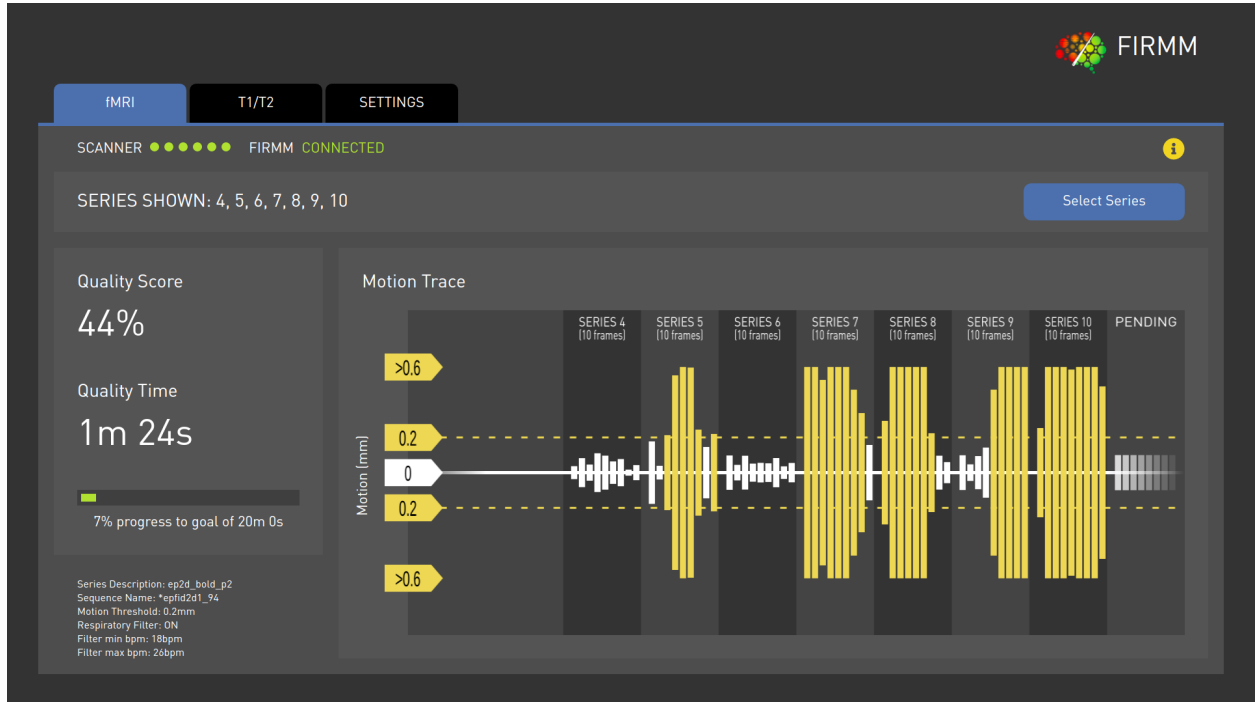 FIRMM
fMRI
T1/T2
SETTINGS
SCANNER FIRMM CONNECTED
i
SERIES SHOWN: 4, 5, 6, 7, 8, 9, 10
Select Series
Quality Score
44%
Quality Time
1m 24s
7% progress to goal of 20m 0s
Series Description: ep2d_bold_p2
Sequence Name: *epfid2d1_94
Motion Threshold: 0.2mm
Respiratory Filter: ON
Filter min bpm: 18bpm
Filter max bpm: 26bpm
Motion Trace
SERIES 4
(10 frames)
SERIES 5
(10 frames)
SERIES 6
(10 frames)
SERIES 7
(10 frames)
SERIES 8
(10 frames)
SERIES 9
(10 frames)
SERIES 10
(10 frames)
PENDING
Motion (mm)
>0.6
0.2
0
0.2
>0.6